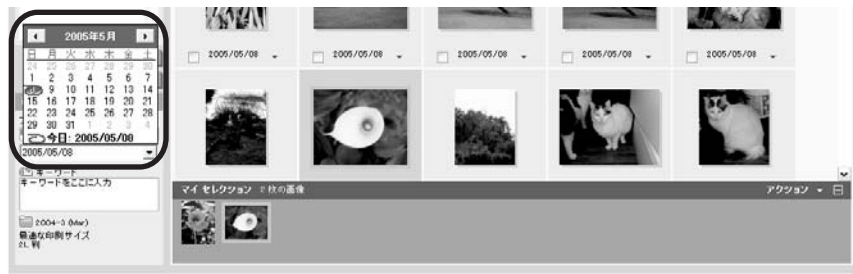 2005年5月
日 月 火 水 木 金 土
24 25 26 27 28 29 30
1 2 3 4 5 6 7
8 9 10 11 12 13 14
15 16 17 18 19 20 21
22 23 24 25 26 27 28
29 30 31 1 2 3 4
今日: 2005/05/08
2005/05/08
キーワード
キーワードをここに入力
2004-3 (Mar)
最適な印刷サイズ
2L 判
2005/05/08
2005/05/08
2005/05/08
2005/05/08
2005/05/08
マイ セレクション 2 枚の画像
アクション